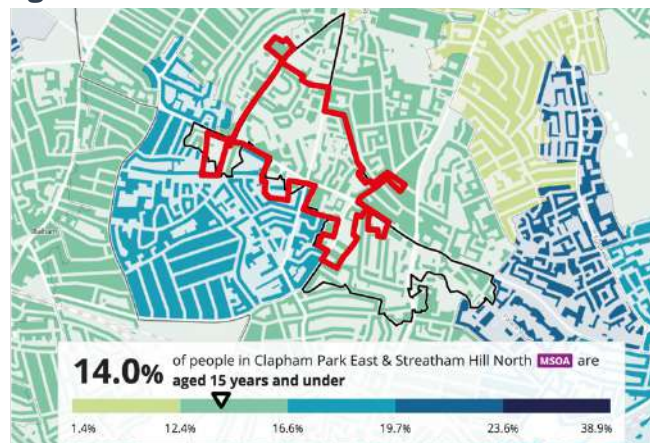 Balham
14.0% of people in Clapham Park East & Streatham Hill North MSOA are
aged 15 years and under
1.4% 12.4% 16.6% 19.7% 23.6% 38.9%